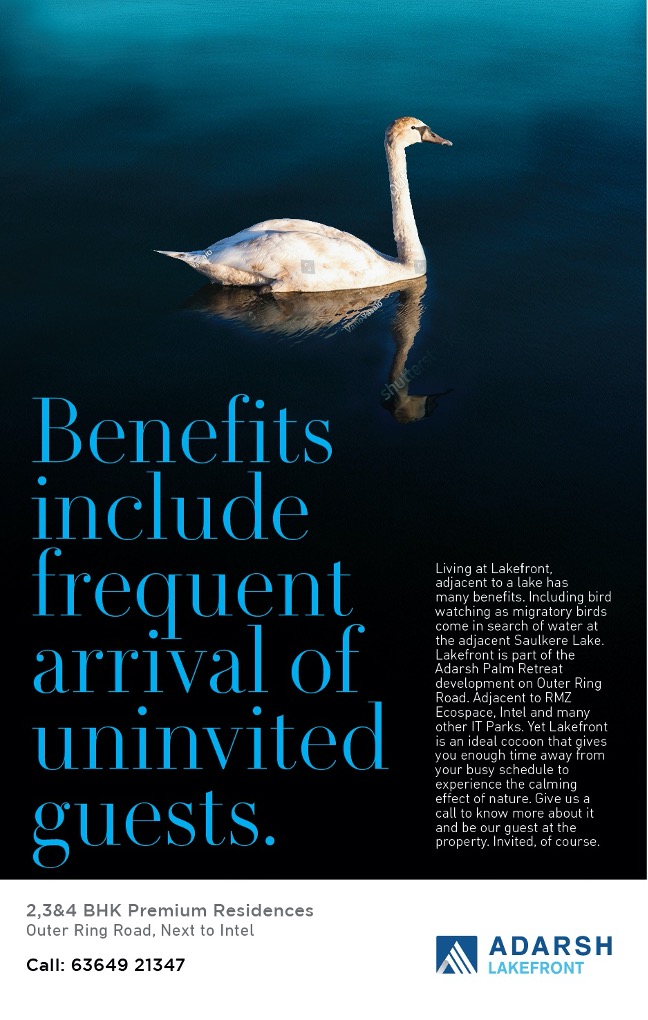 shutterst
VanoVasaio
Benefits
include
frequent
arrival of
uninvited
guests.
Living at Lakefront,
adjacent to a lake has
many benefits. Including bird
watching as migratory birds
come in search of water at
the adjacent Saulkere Lake.
Lakefront is part of the
Adarsh Palm Retreat
development on Outer Ring
Road. Adjacent to RMZ
Ecospace, Intel and many
other IT Parks. Yet Lakefront
is an ideal cocoon that gives
you enough time away from
your busy schedule to
experience the calming
effect of nature. Give us a
call to know more about it
and be our guest at the
property. Invited, of course.
2,3&4 BHK Premium Residences
Outer Ring Road, Next to Intel
Call: 63649 21347
ADARSH
LAKEFRONT